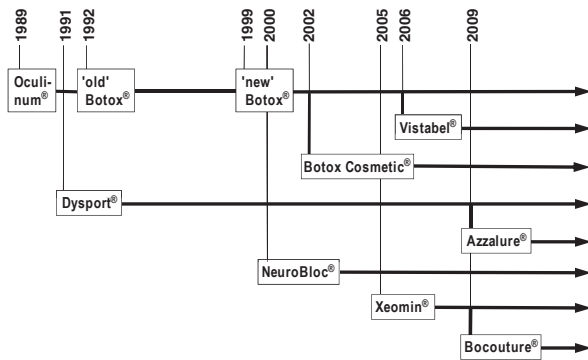 1989
1991
1992
1999
2000
2002
2005
2006
2009
Oculi-
num®
'old'
Botox®
'new'
Botox®
Vistabel®
Botox Cosmetic®
Dysport®
Azzalure®
NeuroBloc®
Xeomin®
Bocouture®